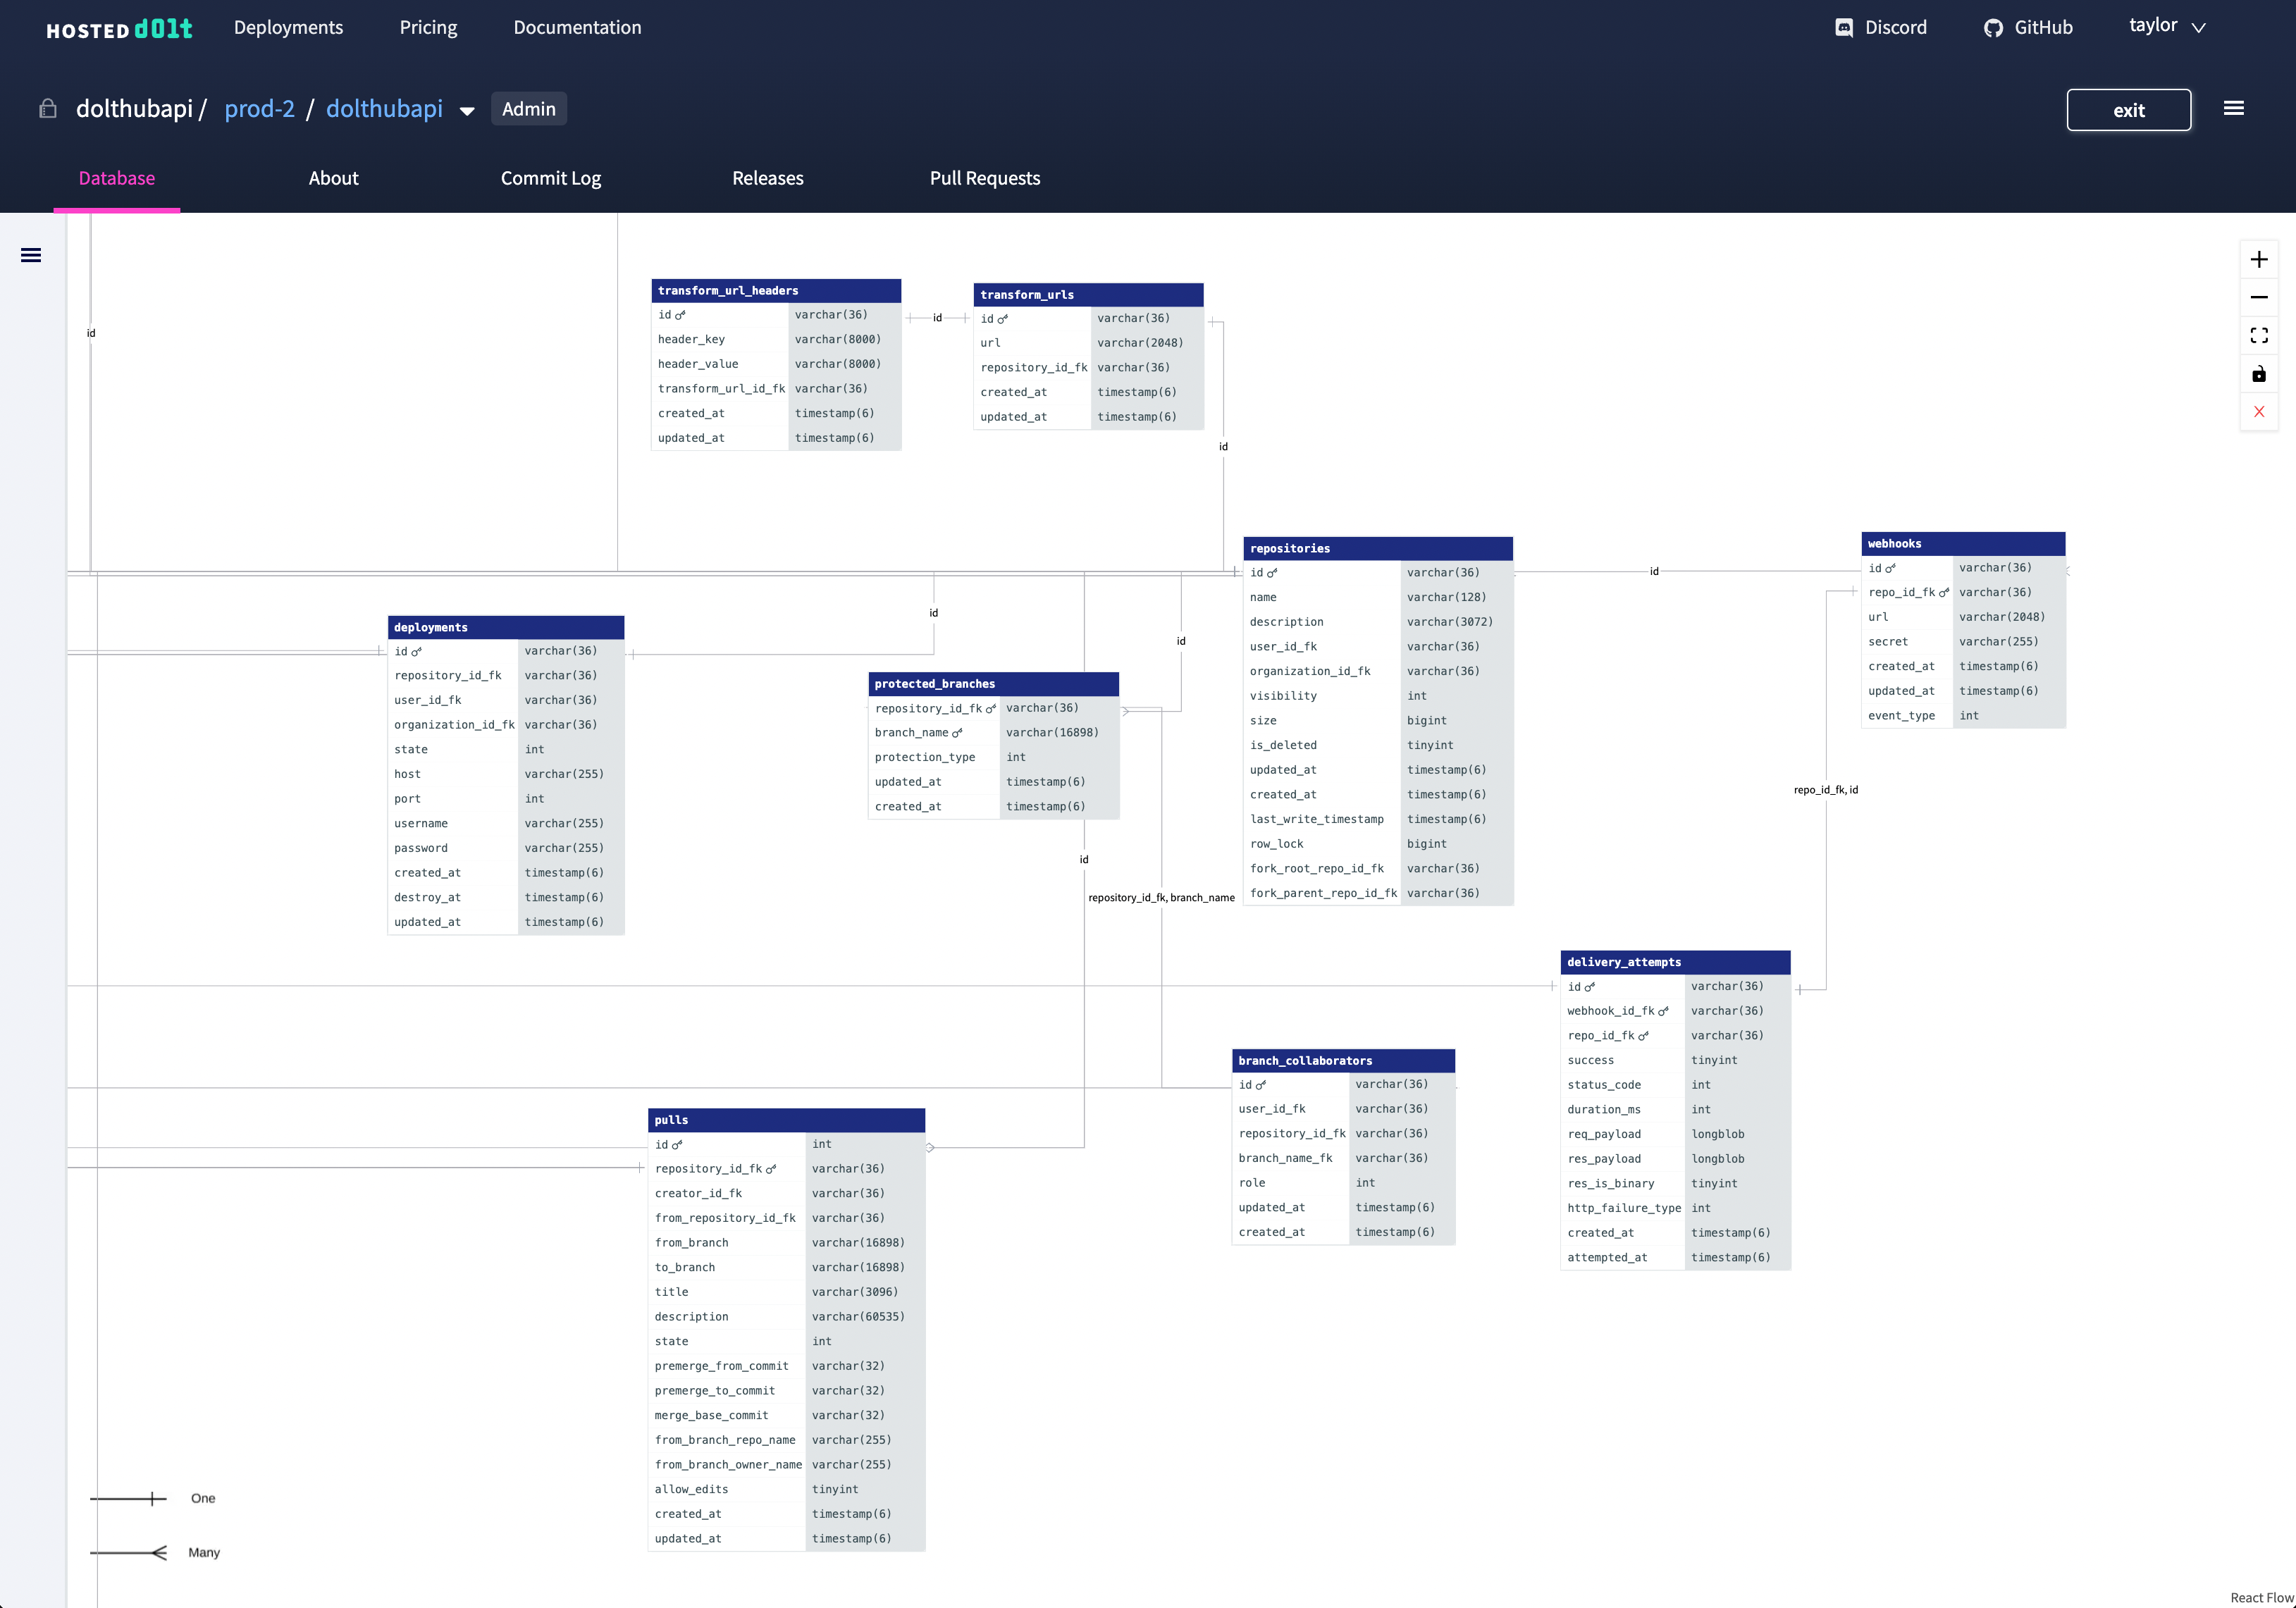 HOSTED dOlt Deployments Pricing Documentation Discord GitHub taylor
dolthubapi / prod-2 / dolthubapi Admin exit
Database About Commit Log Releases Pull Requests
id
transform_url_headers
id varchar(36)
header_key varchar(8000)
header_value varchar(8000)
transform_url_id_fk varchar(36)
created_at timestamp(6)
updated_at timestamp(6)
id
transform_urls
id varchar(36)
url varchar(2048)
repository_id_fk varchar(36)
created_at timestamp(6)
updated_at timestamp(6)
id
repositories
id varchar(36)
name varchar(128)
description varchar(3072)
user_id_fk varchar(36)
organization_id_fk varchar(36)
visibility int
size bigint
is_deleted tinyint
updated_at timestamp(6)
created_at timestamp(6)
last_write_timestamp timestamp(6)
row_lock bigint
fork_root_repo_id_fk varchar(36)
fork_parent_repo_id_fk varchar(36)
id
webhooks
id varchar(36)
repo_id_fk varchar(36)
url varchar(2048)
secret varchar(255)
created_at timestamp(6)
updated_at timestamp(6)
event_type int
repo_id_fk, id
deployments
id varchar(36)
repository_id_fk varchar(36)
user_id_fk varchar(36)
organization_id_fk varchar(36)
state int
host varchar(255)
port int
username varchar(255)
password varchar(255)
created_at timestamp(6)
destroy_at timestamp(6)
updated_at timestamp(6)
id
id
protected_branches
repository_id_fk varchar(36)
branch_name varchar(16898)
protection_type int
updated_at timestamp(6)
created_at timestamp(6)
id
repository_id_fk, branch_name
delivery_attempts
id varchar(36)
webhook_id_fk varchar(36)
repo_id_fk varchar(36)
success tinyint
status_code int
duration_ms int
req_payload longblob
res_payload longblob
res_is_binary tinyint
http_failure_type int
created_at timestamp(6)
attempted_at timestamp(6)
branch_collaborators
id varchar(36)
user_id_fk varchar(36)
repository_id_fk varchar(36)
branch_name_fk varchar(36)
role int
updated_at timestamp(6)
created_at timestamp(6)
pulls
id int
repository_id_fk varchar(36)
creator_id_fk varchar(36)
from_repository_id_fk varchar(36)
from_branch varchar(16898)
to_branch varchar(16898)
title varchar(3096)
description varchar(60535)
state int
premerge_from_commit varchar(32)
premerge_to_commit varchar(32)
merge_base_commit varchar(32)
from_branch_repo_name varchar(255)
from_branch_owner_name varchar(255)
allow_edits tinyint
created_at timestamp(6)
updated_at timestamp(6)
One
Many
React Flow